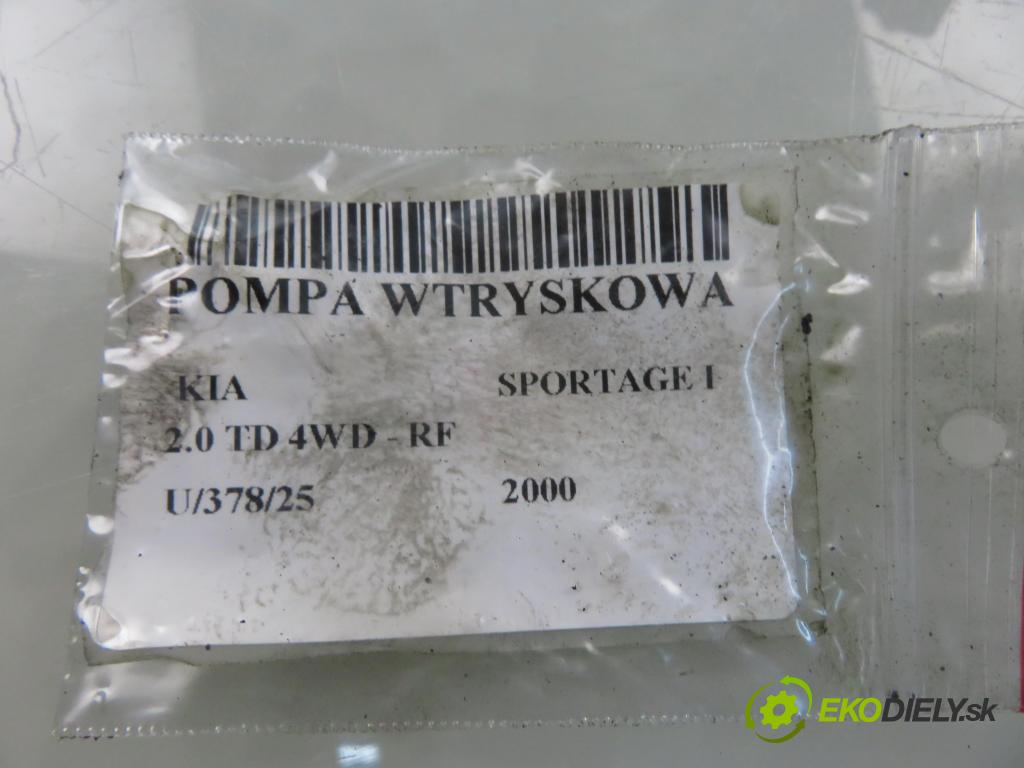 POMPA WTRYSKOWA
KIA SPORTAGE I
2.0 TD 4WD - RF
U/378/25 2000
EKODIELY.sk